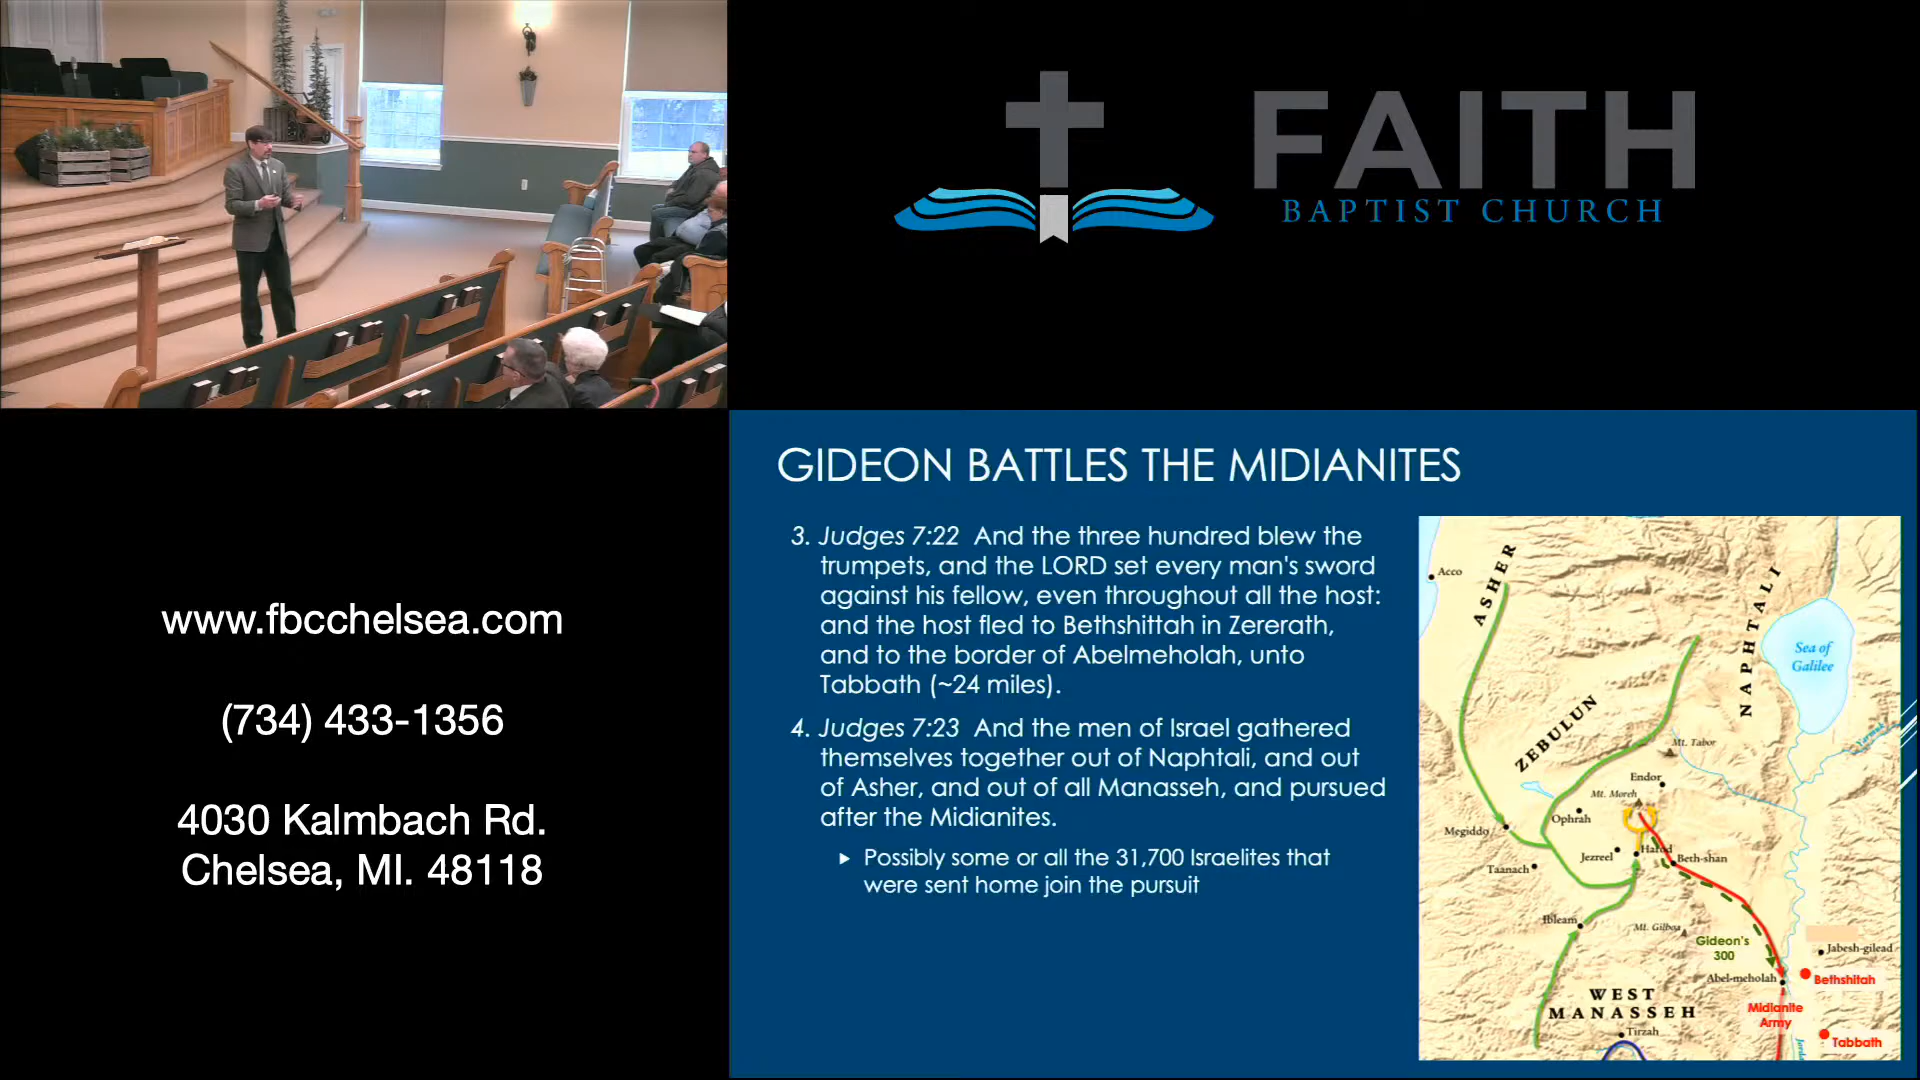 FAITH
BAPTIST CHURCH
www.fbcchelsea.com
(734) 433-1356
4030 Kalmbach Rd.
Chelsea, MI. 48118
GIDEON BATTLES THE MIDIANITES
3. Judges 7:22 And the three hundred blew the
trumpets, and the LORD set every man's sword
against his fellow, even throughout all the host:
and the host fled to Bethshittah in Zererath,
and to the border of Abelmeholah, unto
Tabbath (~24 miles).
4. Judges 7:23 And the men of Israel gathered
themselves together out of Naphtali, and out
of Asher, and out of all Manasseh, and pursued
after the Midianites.
Possibly some or all the 31,700 Israelites that
were sent home join the pursuit
Acco
ASHER
NAPHTALI
Sea of
Galilee
ZEBULUN
Yarmuk
Mt. Tabor
Endor
Mt. Moreh
Ophrah
Megiddo
Harod
Jezreel
Beth-shan
Taanach
Ibleam
Mt. Gilboa
Gideon's
300
Jabesh-gilead
Abel-meholah
Bethshitah
WEST
MANASSEH
Midianite
Army
Tirzah
Tabbath